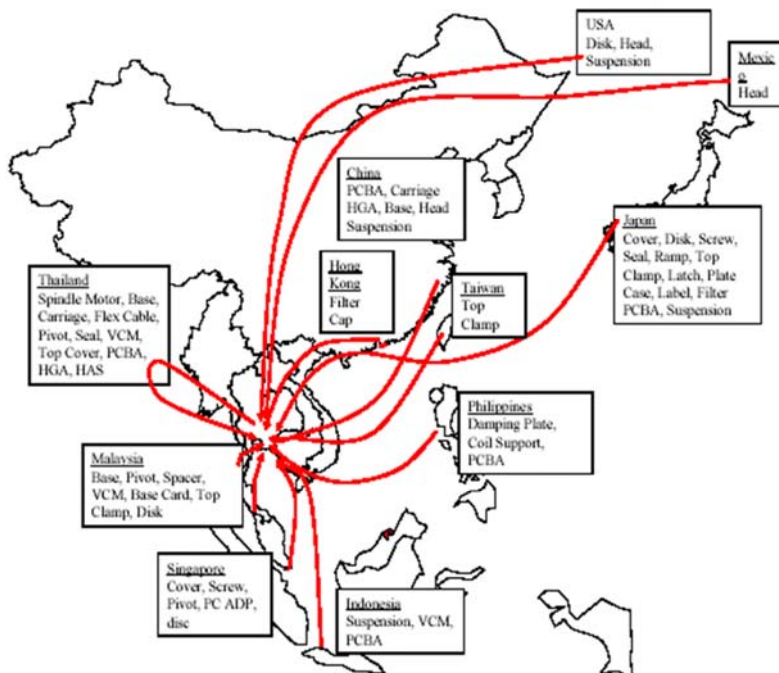 USA
Disk, Head,
Suspension
Mexic
o
Head
China
PCBA, Carriage
HGA, Base, Head
Suspension
Japan
Cover, Disk, Screw,
Seal, Ramp, Top
Clamp, Latch, Plate
Case, Label, Filter
PCBA, Suspension
Hong
Kong
Filter
Cap
Taiwan
Top
Clamp
Thailand
Spindle Motor, Base,
Carriage, Flex Cable,
Pivot, Seal, VCM,
Top Cover, PCBA,
HGA, HAS
Philippines
Damping Plate,
Coil Support,
PCBA
Malaysia
Base, Pivot, Spacer,
VCM, Base Card, Top
Clamp, Disk
Singapore
Cover, Screw,
Pivot, PC ADP,
disc
Indonesia
Suspension, VCM,
PCBA